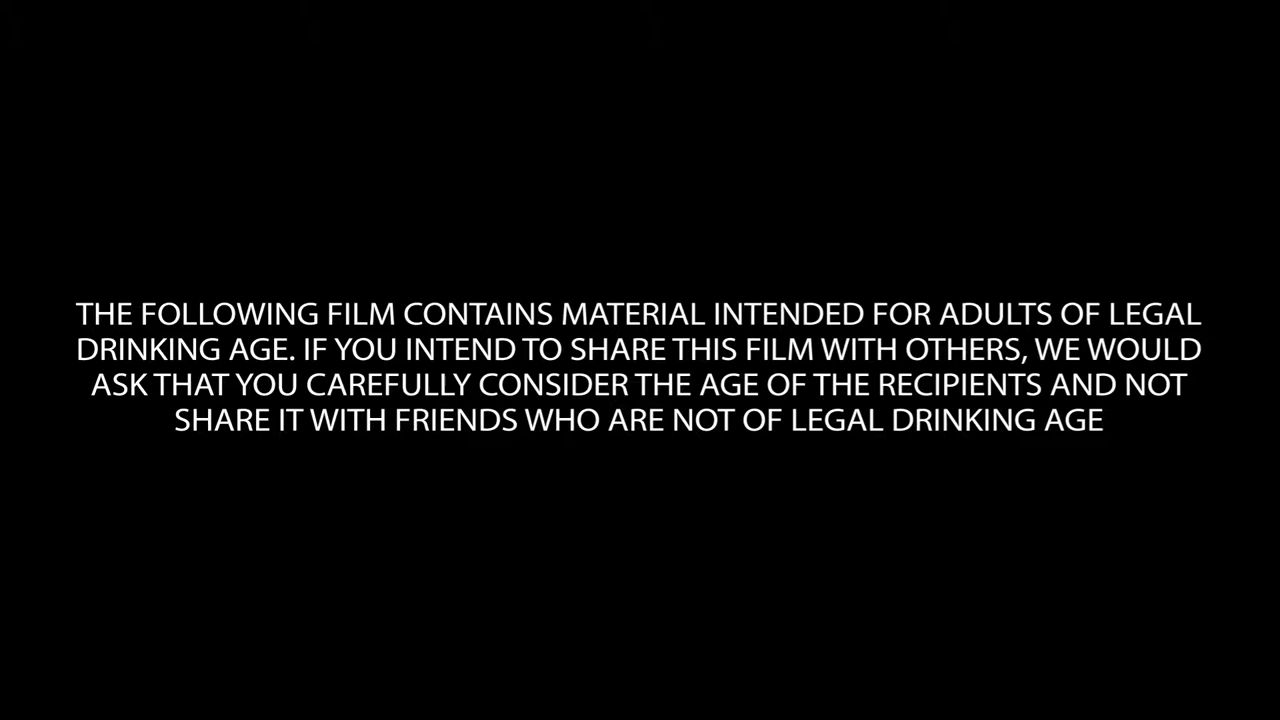 THE FOLLOWING FILM CONTAINS MATERIAL INTENDED FOR ADULTS OF LEGAL
DRINKING AGE. IF YOU INTEND TO SHARE THIS FILM WITH OTHERS, WE WOULD
ASK THAT YOU CAREFULLY CONSIDER THE AGE OF THE RECIPIENTS AND NOT
SHARE IT WITH FRIENDS WHO ARE NOT OF LEGAL DRINKING AGE